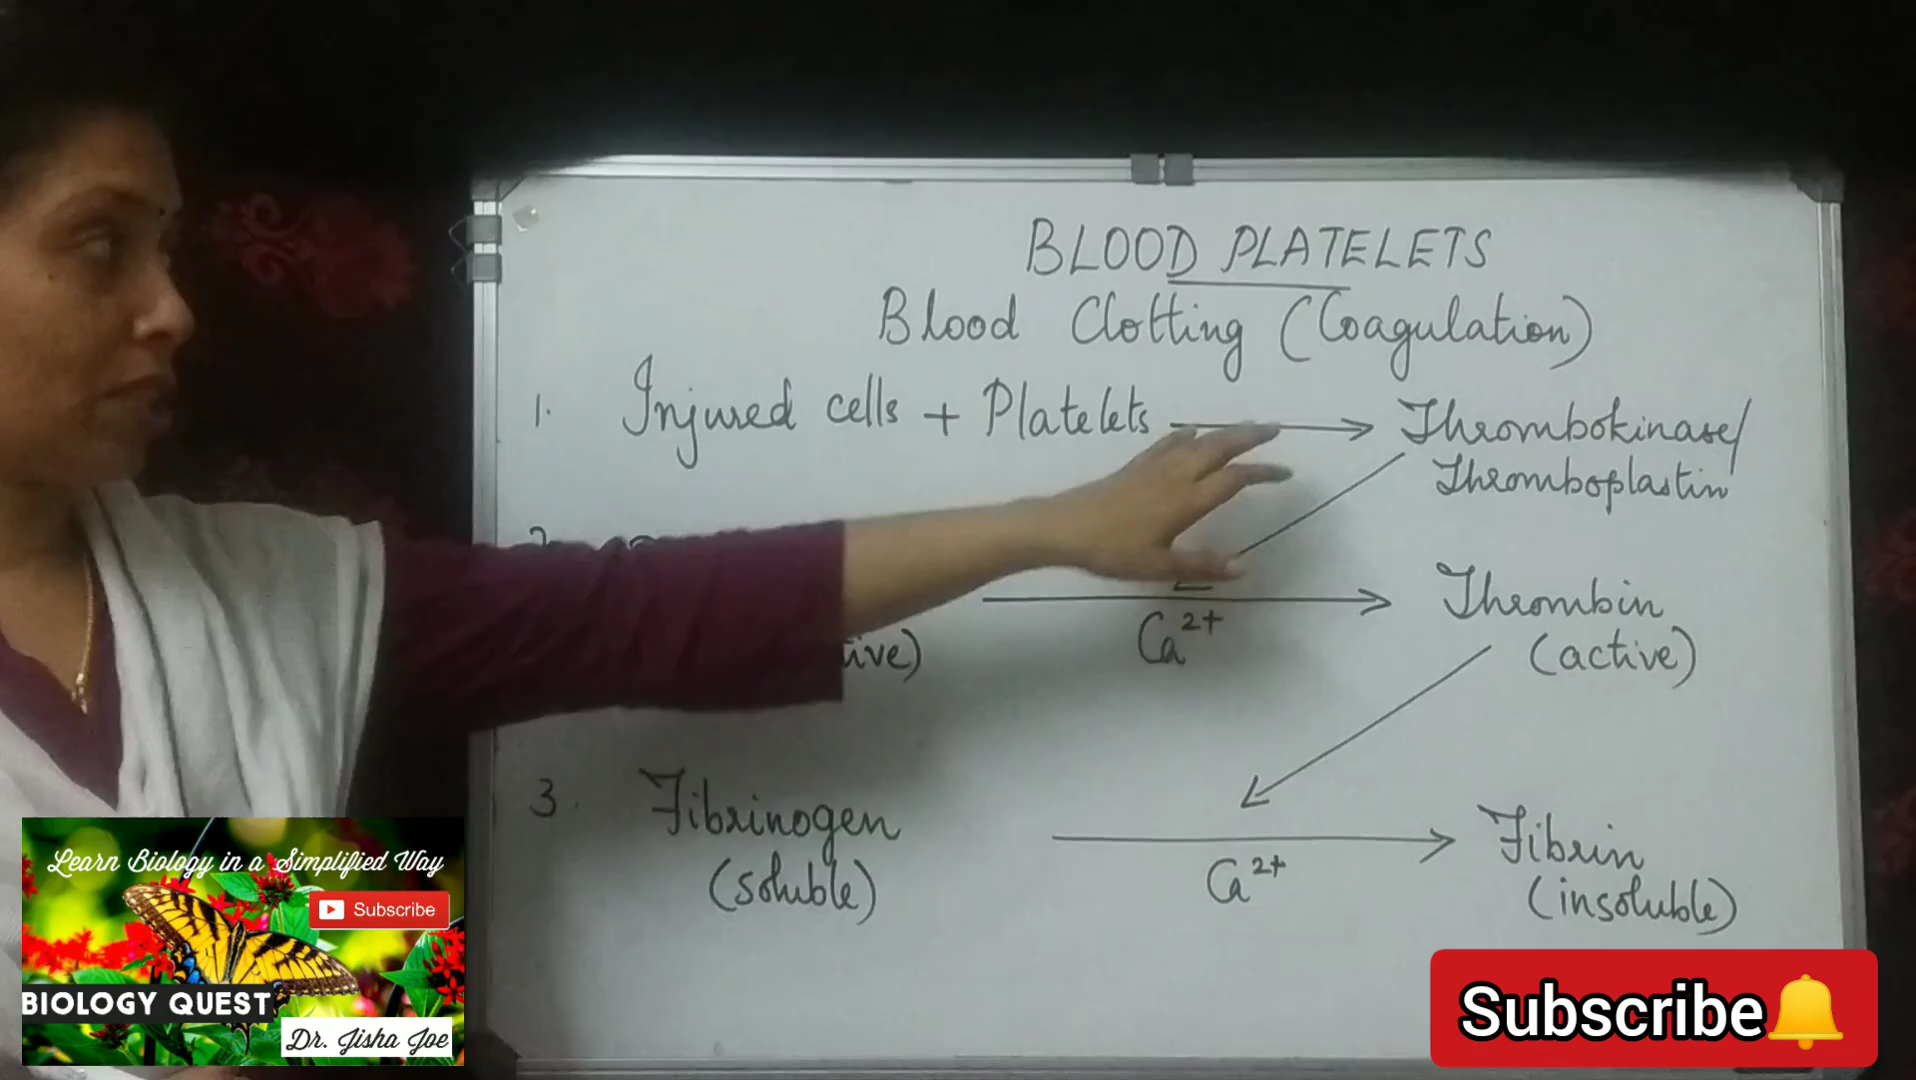 BLOOD PLATELETS
Blood Clotting (Coagulation)
1. Injured cells + Platelets → Thrombokinase/
Thromboplastin
2.
Thrombin
Ca²⁺
(active)
3. Fibrinogen → Fibrin
(soluble) Ca²⁺ (insoluble)
Learn Biology in a Simplified Way
Subscribe
BIOLOGY QUEST
Dr. Jisha Joe
Subscribe